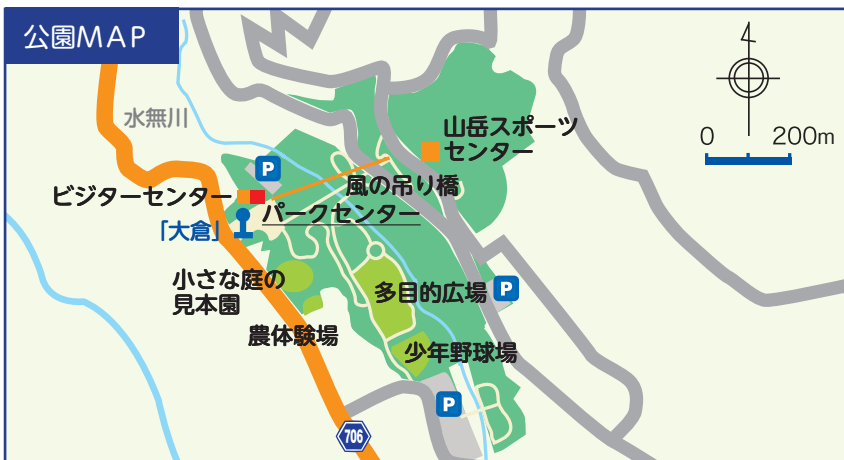 公園MAP
水無川
0 200m
山岳スポーツ
センター
P
風の吊り橋
ビジターセンター
パークセンター
「大倉」
小さな庭の
見本園
多目的広場
P
農体験場
少年野球場
P
706